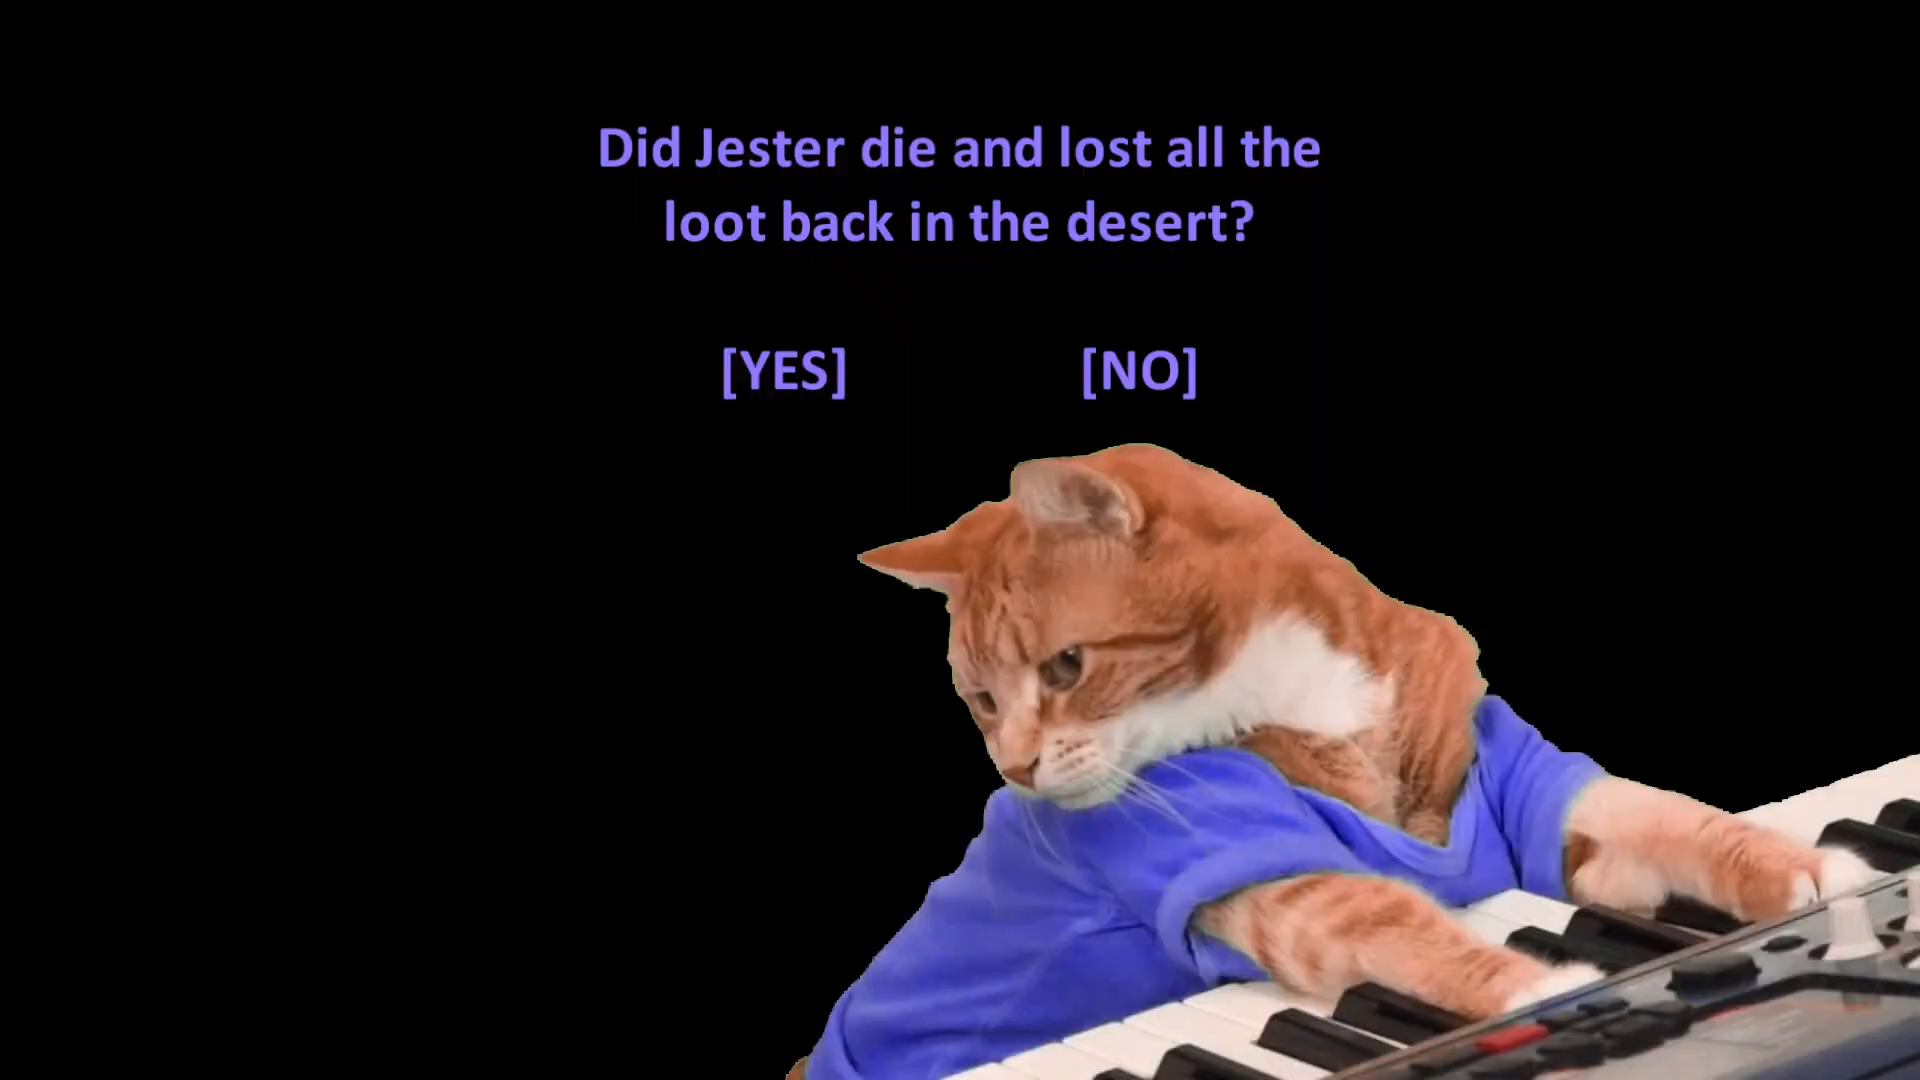 Did Jester die and lost all the
loot back in the desert?
[YES] [NO]